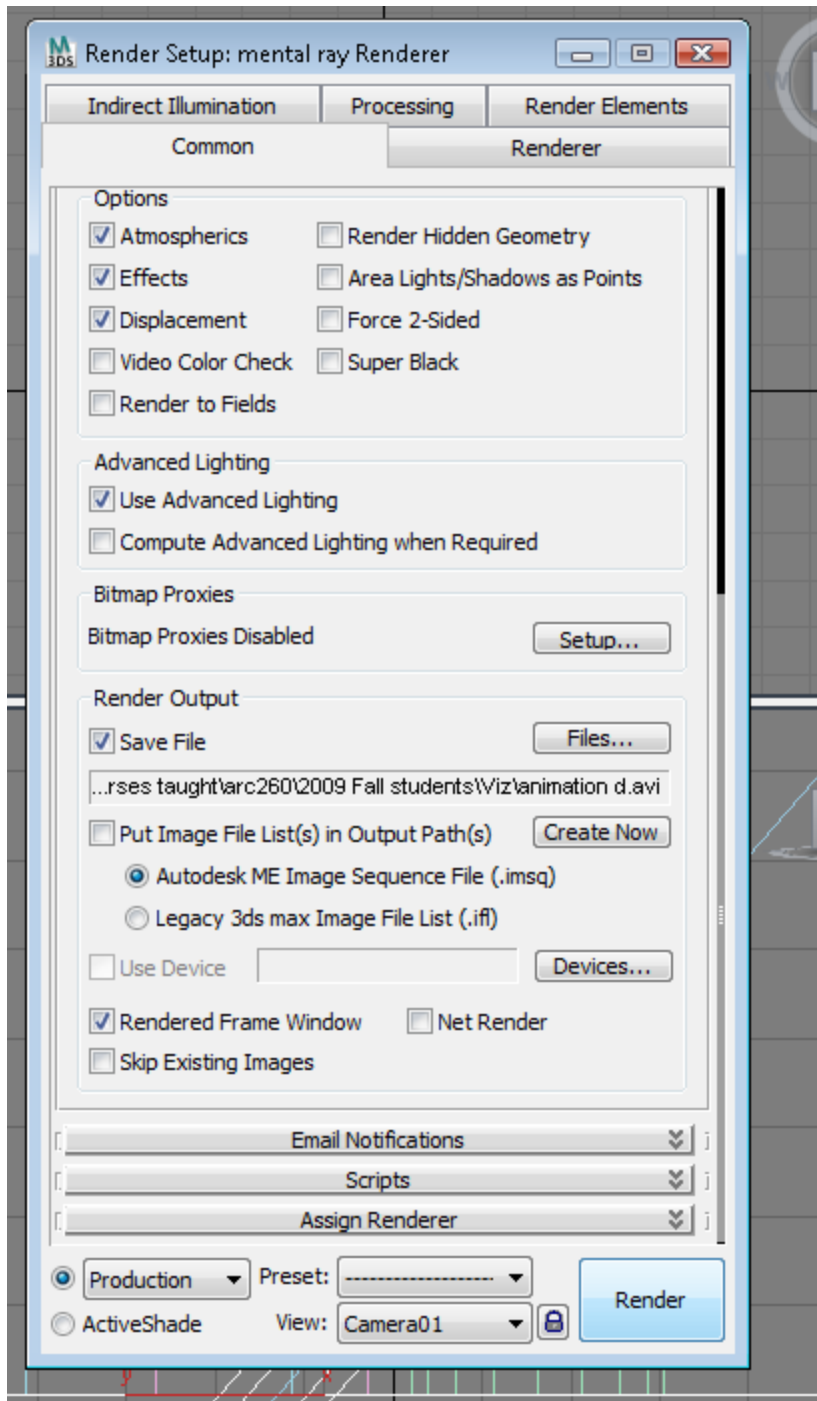 M
3DS
Render Setup: mental ray Renderer
Indirect Illumination Processing Render Elements
Common Renderer
Options
Atmospherics Render Hidden Geometry
Effects Area Lights/Shadows as Points
Displacement Force 2-Sided
Video Color Check Super Black
Render to Fields
Advanced Lighting
Use Advanced Lighting
Compute Advanced Lighting when Required
Bitmap Proxies
Bitmap Proxies Disabled Setup...
Render Output
Save File Files...
...rses taught\arc260\2009 Fall students\Viz\animation d.avi
Put Image File List(s) in Output Path(s) Create Now
Autodesk ME Image Sequence File (.imsq)
Legacy 3ds max Image File List (.ifl)
Use Device Devices...
Rendered Frame Window Net Render
Skip Existing Images
Email Notifications
Scripts
Assign Renderer
Production Preset: -------------------
Render
ActiveShade View: Camera01
y x